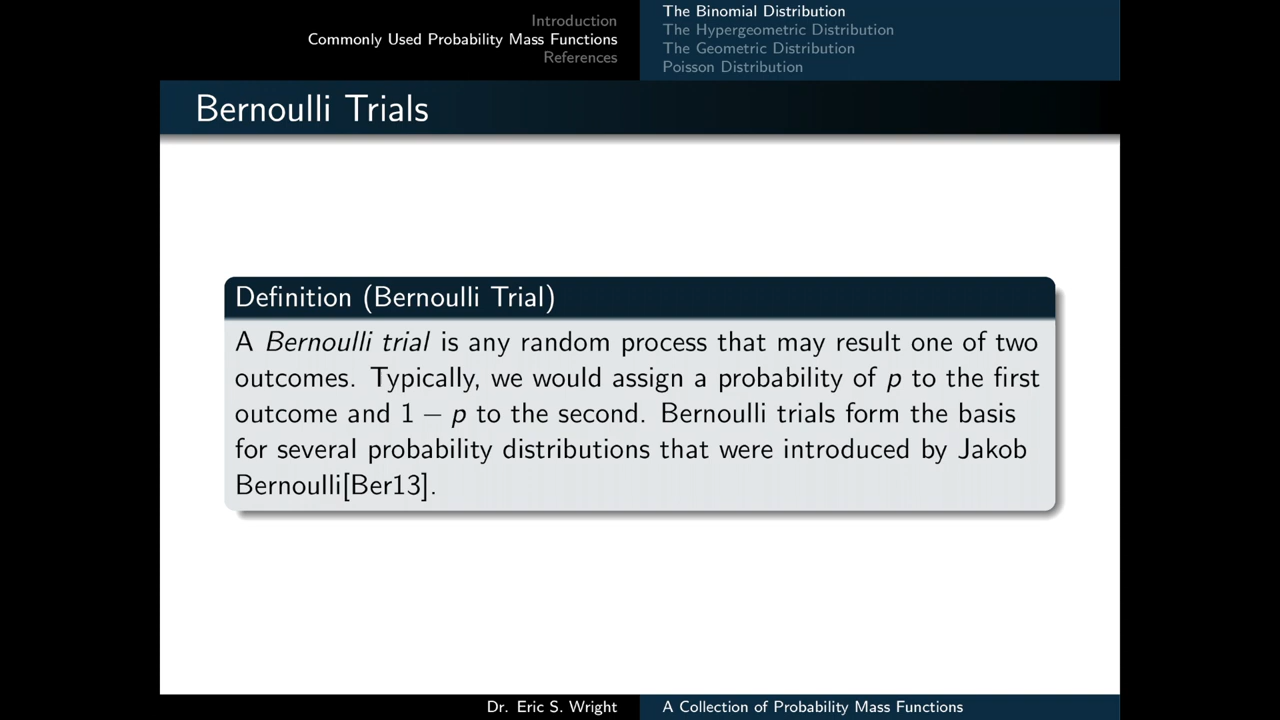 Introduction
Commonly Used Probability Mass Functions
References
The Binomial Distribution
The Hypergeometric Distribution
The Geometric Distribution
Poisson Distribution
Bernoulli Trials
Definition (Bernoulli Trial)
A Bernoulli trial is any random process that may result one of two
outcomes. Typically, we would assign a probability of p to the first
outcome and 1 − p to the second. Bernoulli trials form the basis
for several probability distributions that were introduced by Jakob
Bernoulli[Ber13].
Dr. Eric S. Wright
A Collection of Probability Mass Functions